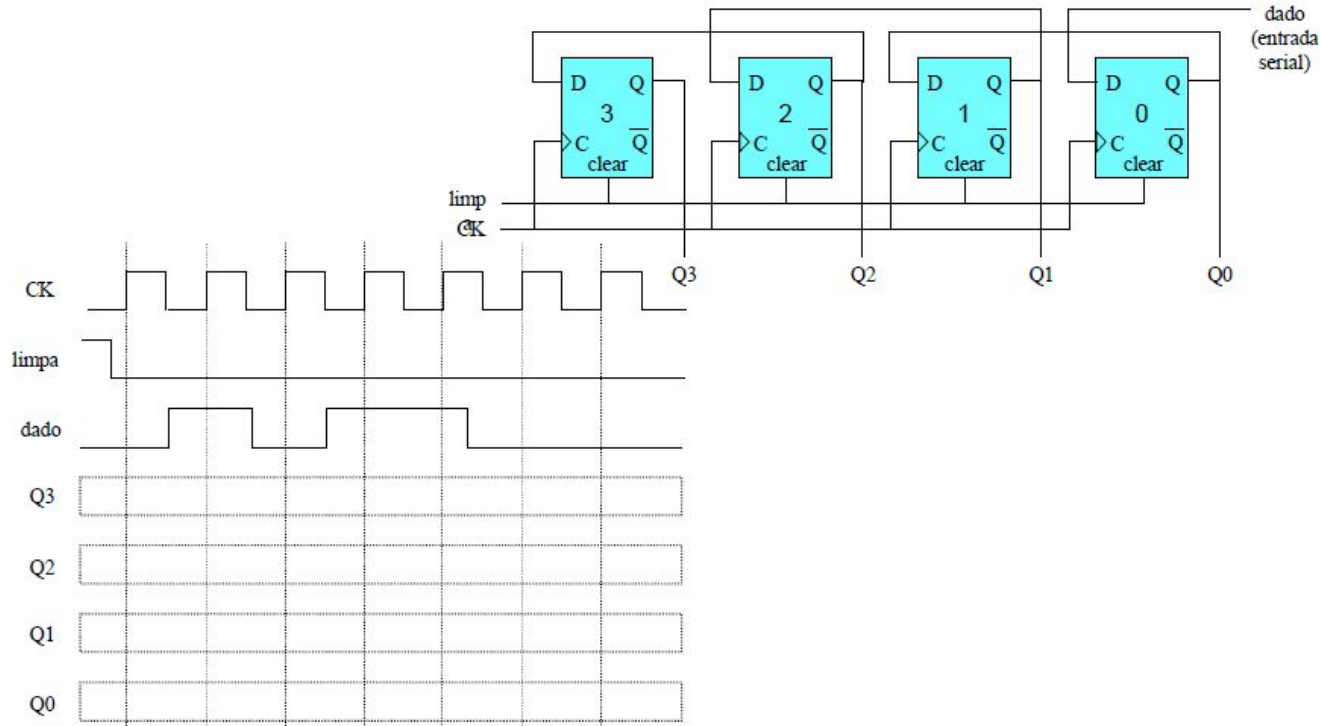 dado
(entrada
serial)
D Q D Q D Q D Q
3 2 1 0
C Q C Q C Q C Q
clear clear clear clear
limp
CK
Q3 Q2 Q1 Q0
CK
limpa
dado
Q3
Q2
Q1
Q0